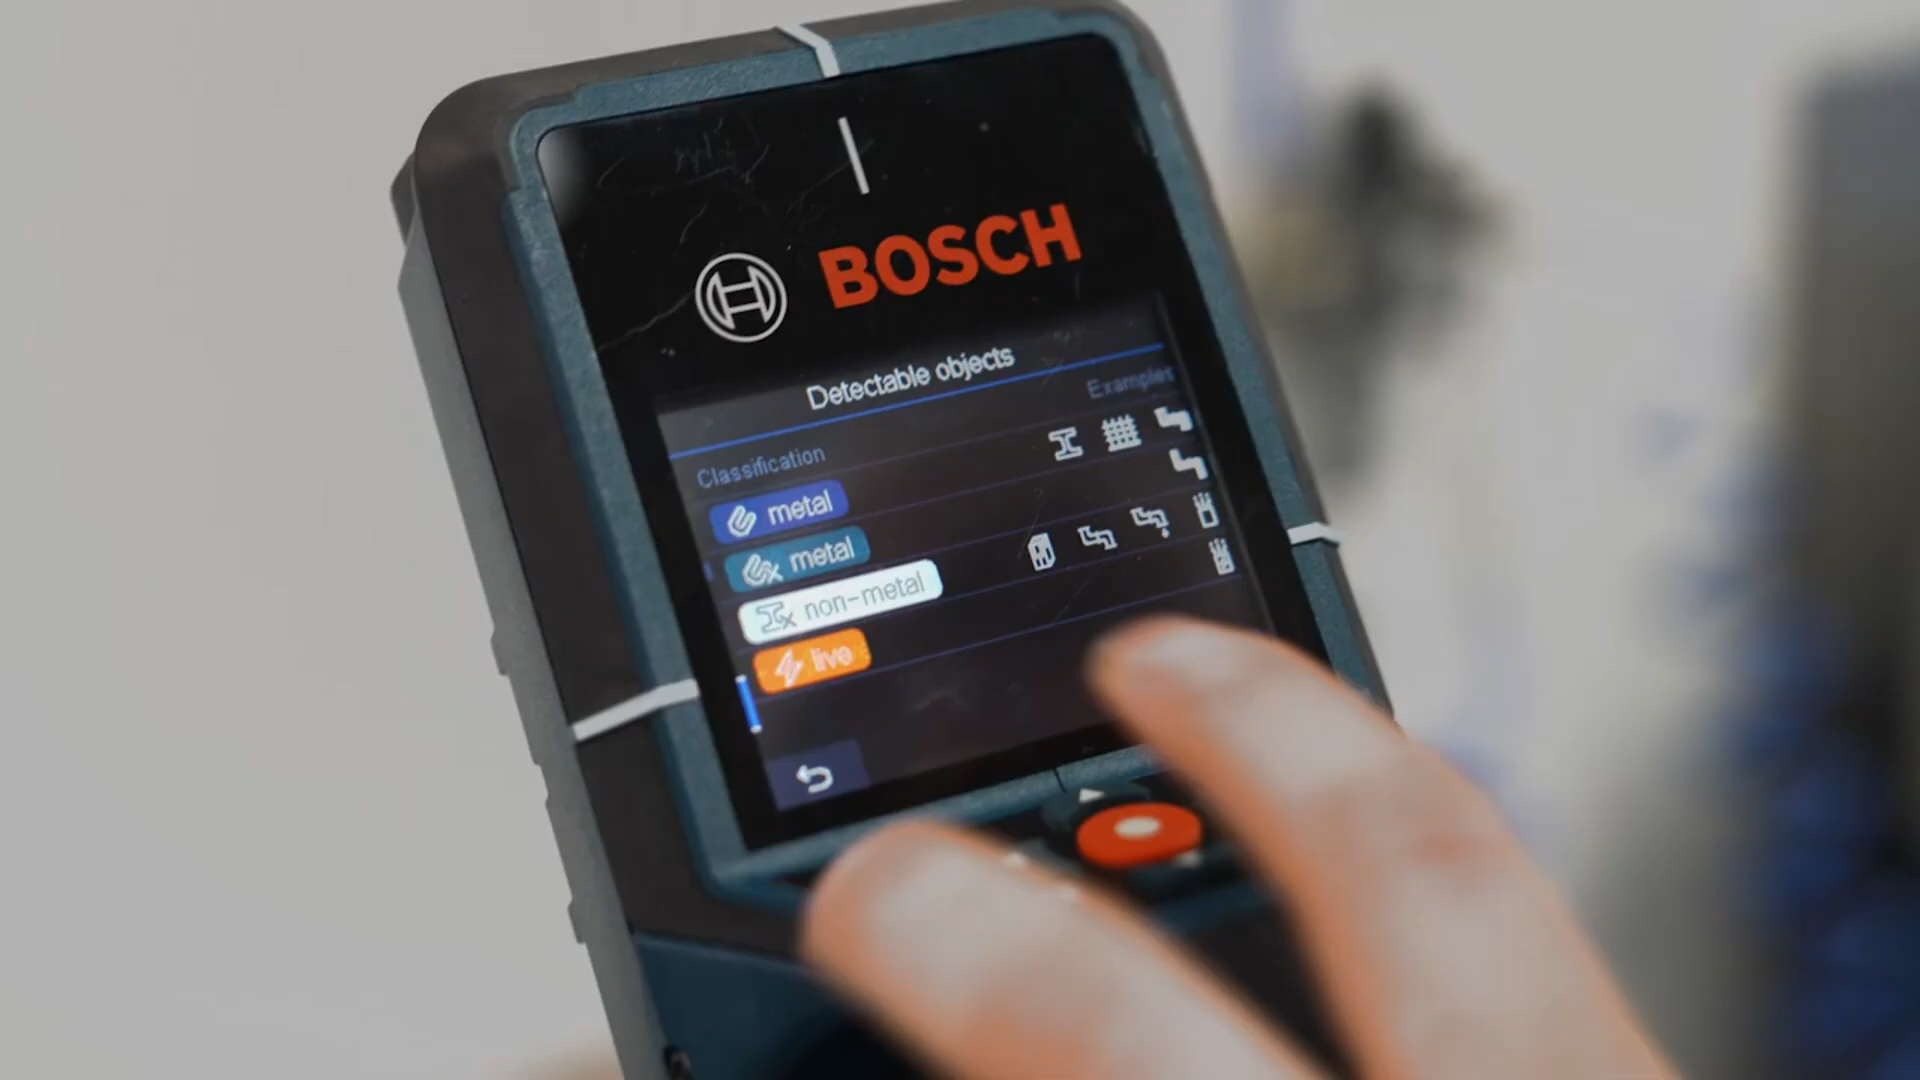 BOSCH
Detectable objects
Examples
Classification
metal
metal
non-metal
live